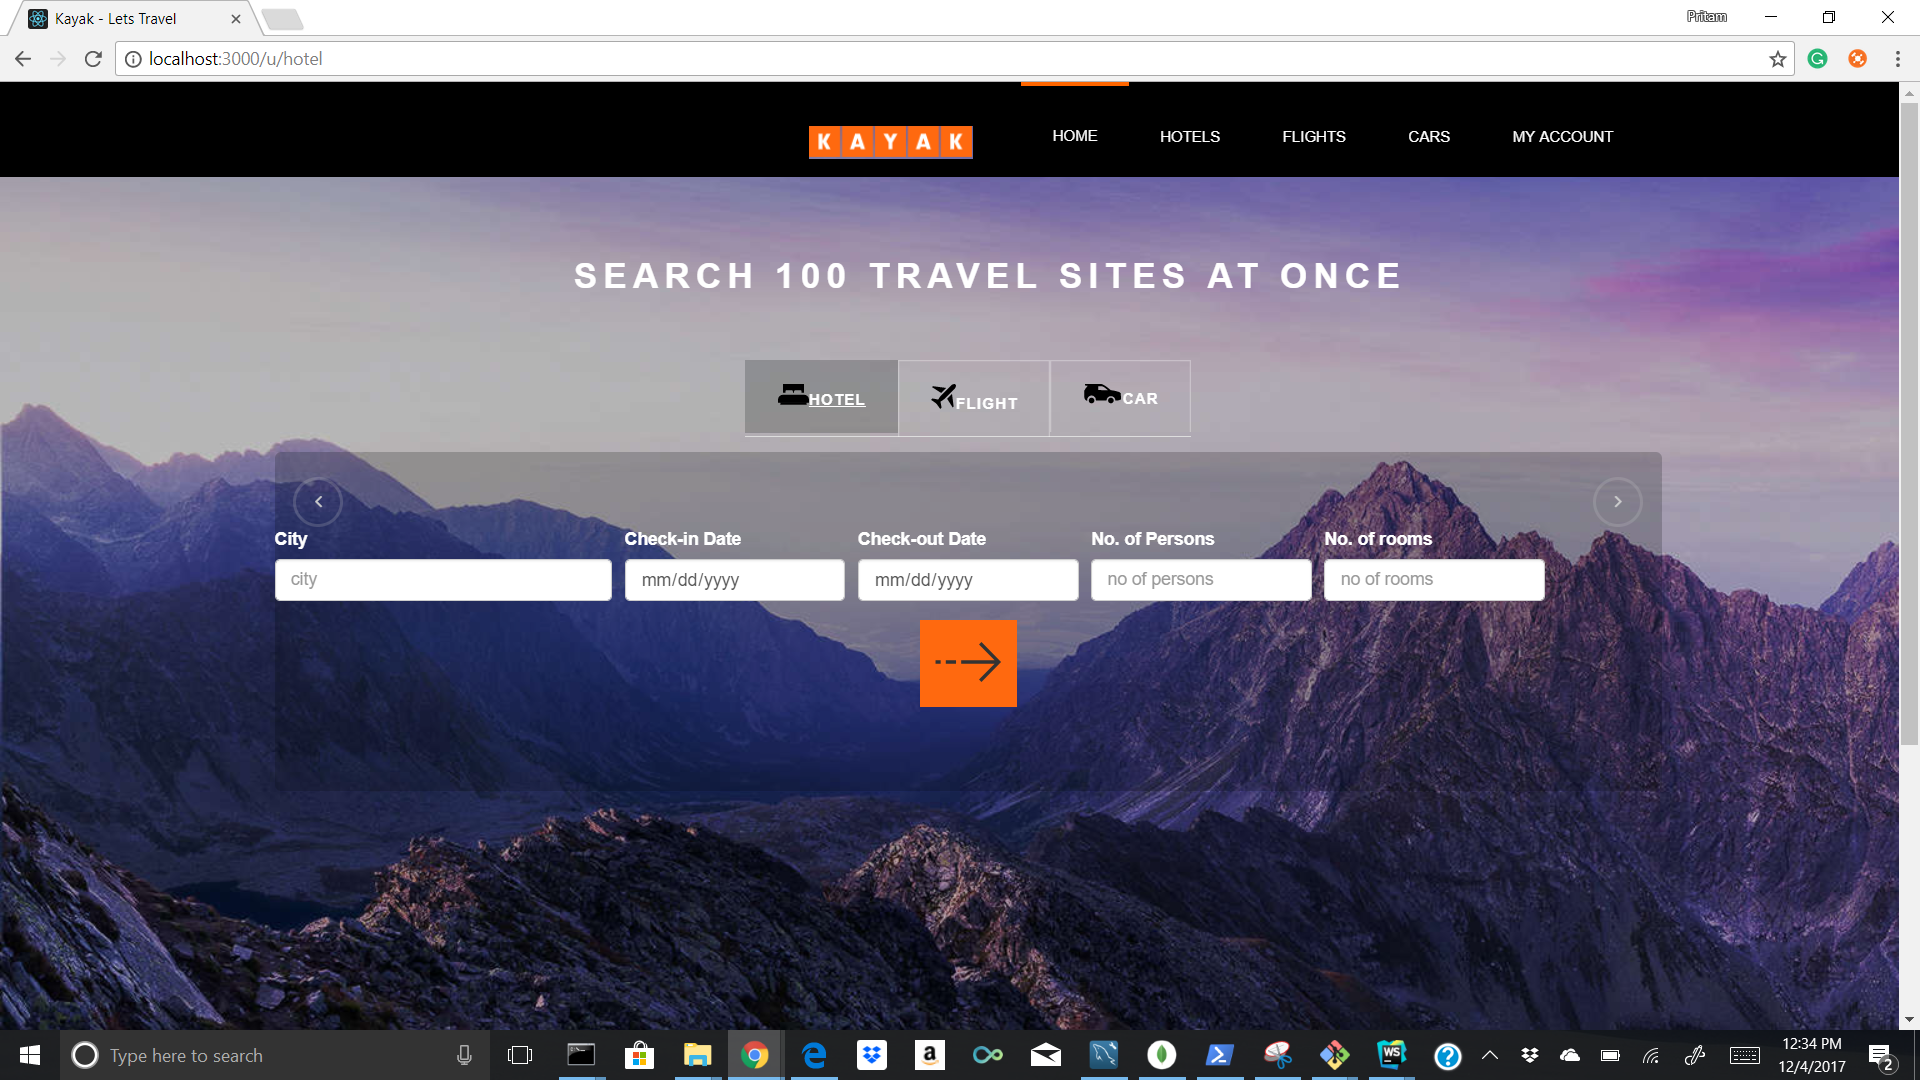 Kayak - Lets Travel
Pritam
localhost:3000/u/hotel
KAYAK
HOME HOTELS FLIGHTS CARS MY ACCOUNT
SEARCH 100 TRAVEL SITES AT ONCE
HOTEL FLIGHT CAR
City Check-in Date Check-out Date No. of Persons No. of rooms
city mm/dd/yyyy mm/dd/yyyy no of persons no of rooms
Type here to search
a
WS
12:34 PM
12/4/2017
2